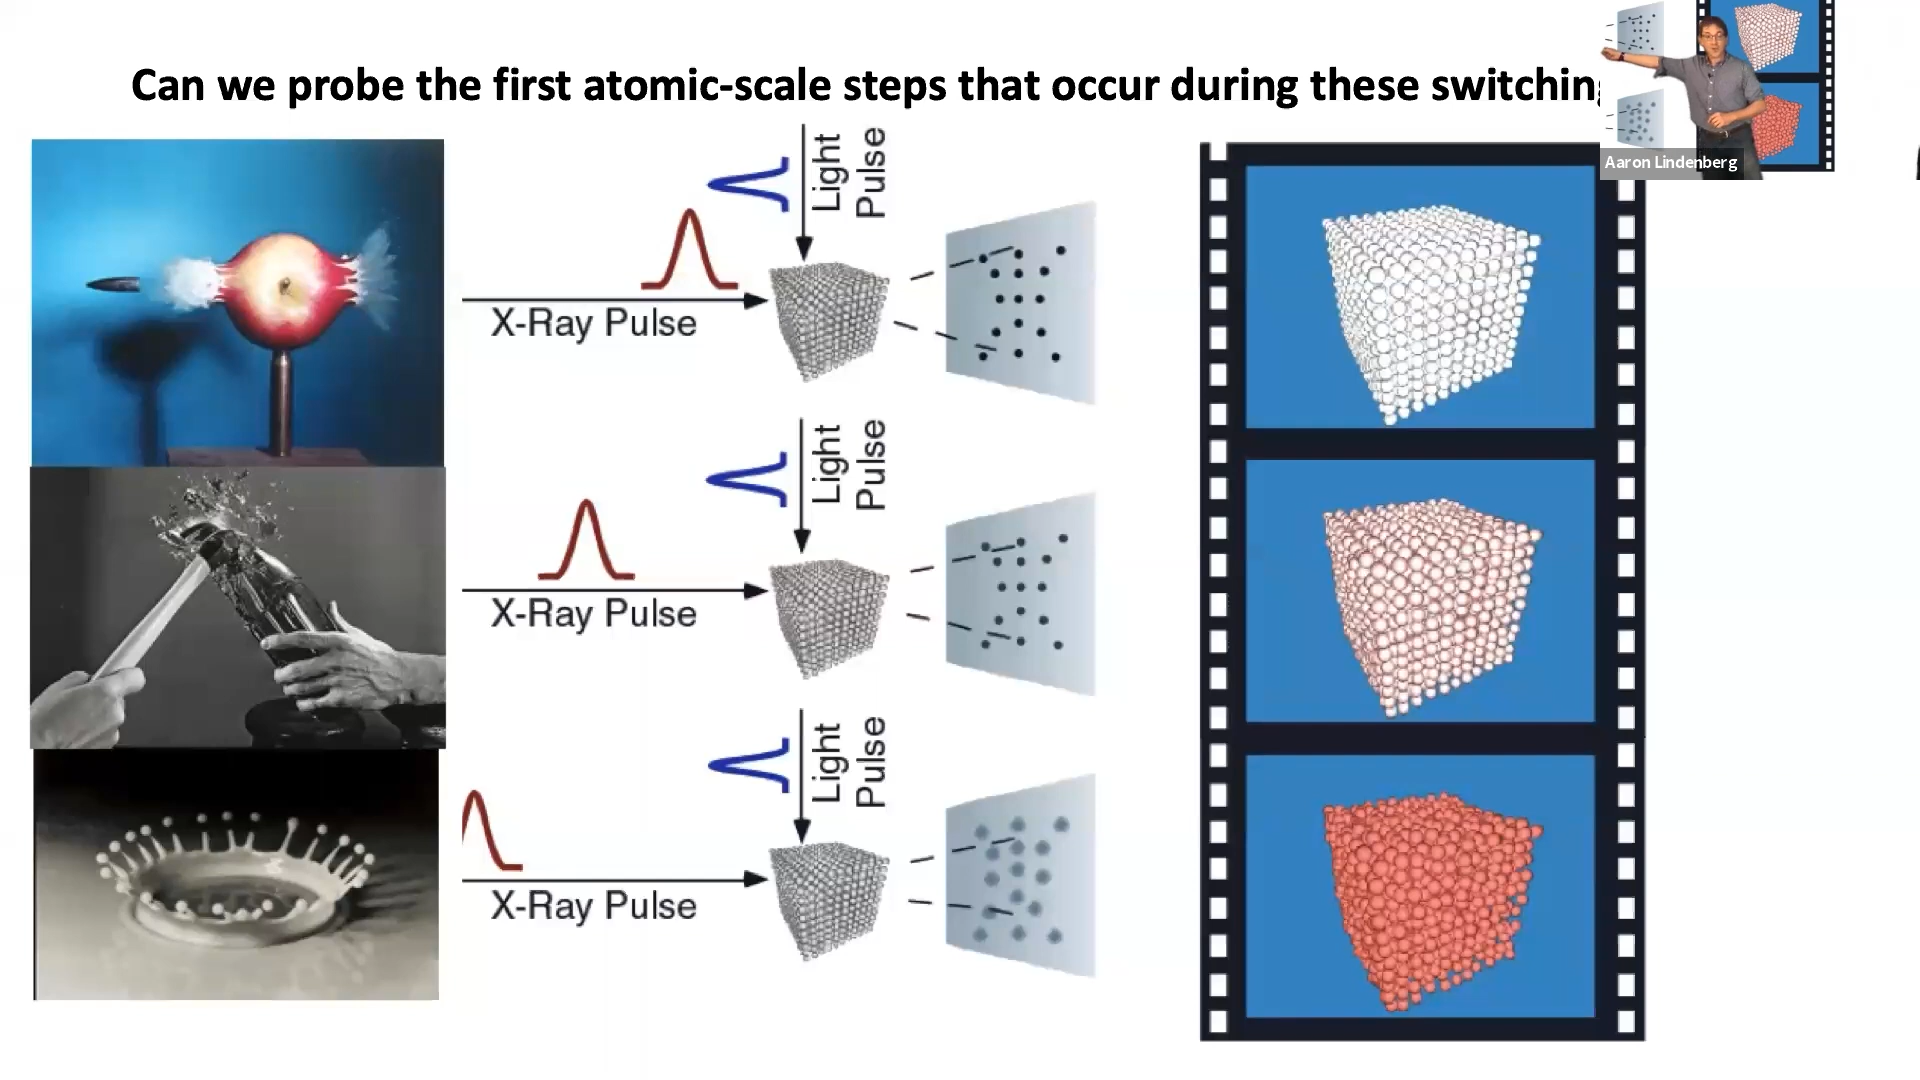 Can we probe the first atomic-scale steps that occur during these switching
Aaron Lindenberg
Light
Pulse
X-Ray Pulse
Light
Pulse
X-Ray Pulse
Light
Pulse
X-Ray Pulse